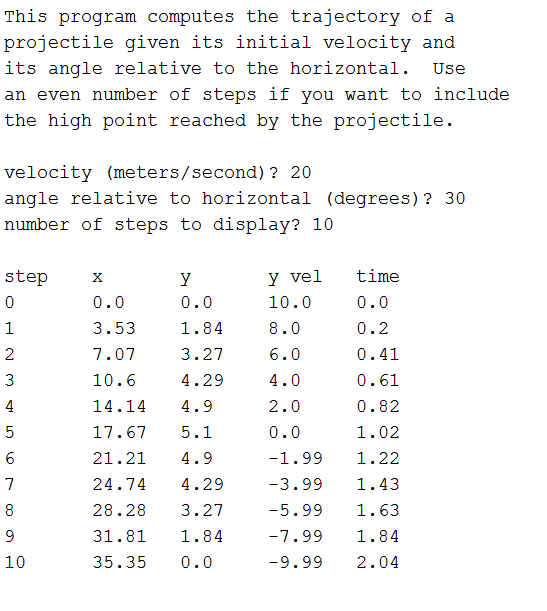 This program computes the trajectory of a
projectile given its initial velocity and
its angle relative to the horizontal.  Use
an even number of steps if you want to include
the high point reached by the projectile.

velocity (meters/second)? 20
angle relative to horizontal (degrees)? 30
number of steps to display? 10

step    x       y       y vel   time
0       0.0     0.0     10.0    0.0
1       3.53    1.84    8.0     0.2
2       7.07    3.27    6.0     0.41
3       10.6    4.29    4.0     0.61
4       14.14   4.9     2.0     0.82
5       17.67   5.1     0.0     1.02
6       21.21   4.9     -1.99   1.22
7       24.74   4.29    -3.99   1.43
8       28.28   3.27    -5.99   1.63
9       31.81   1.84    -7.99   1.84
10      35.35   0.0     -9.99   2.04